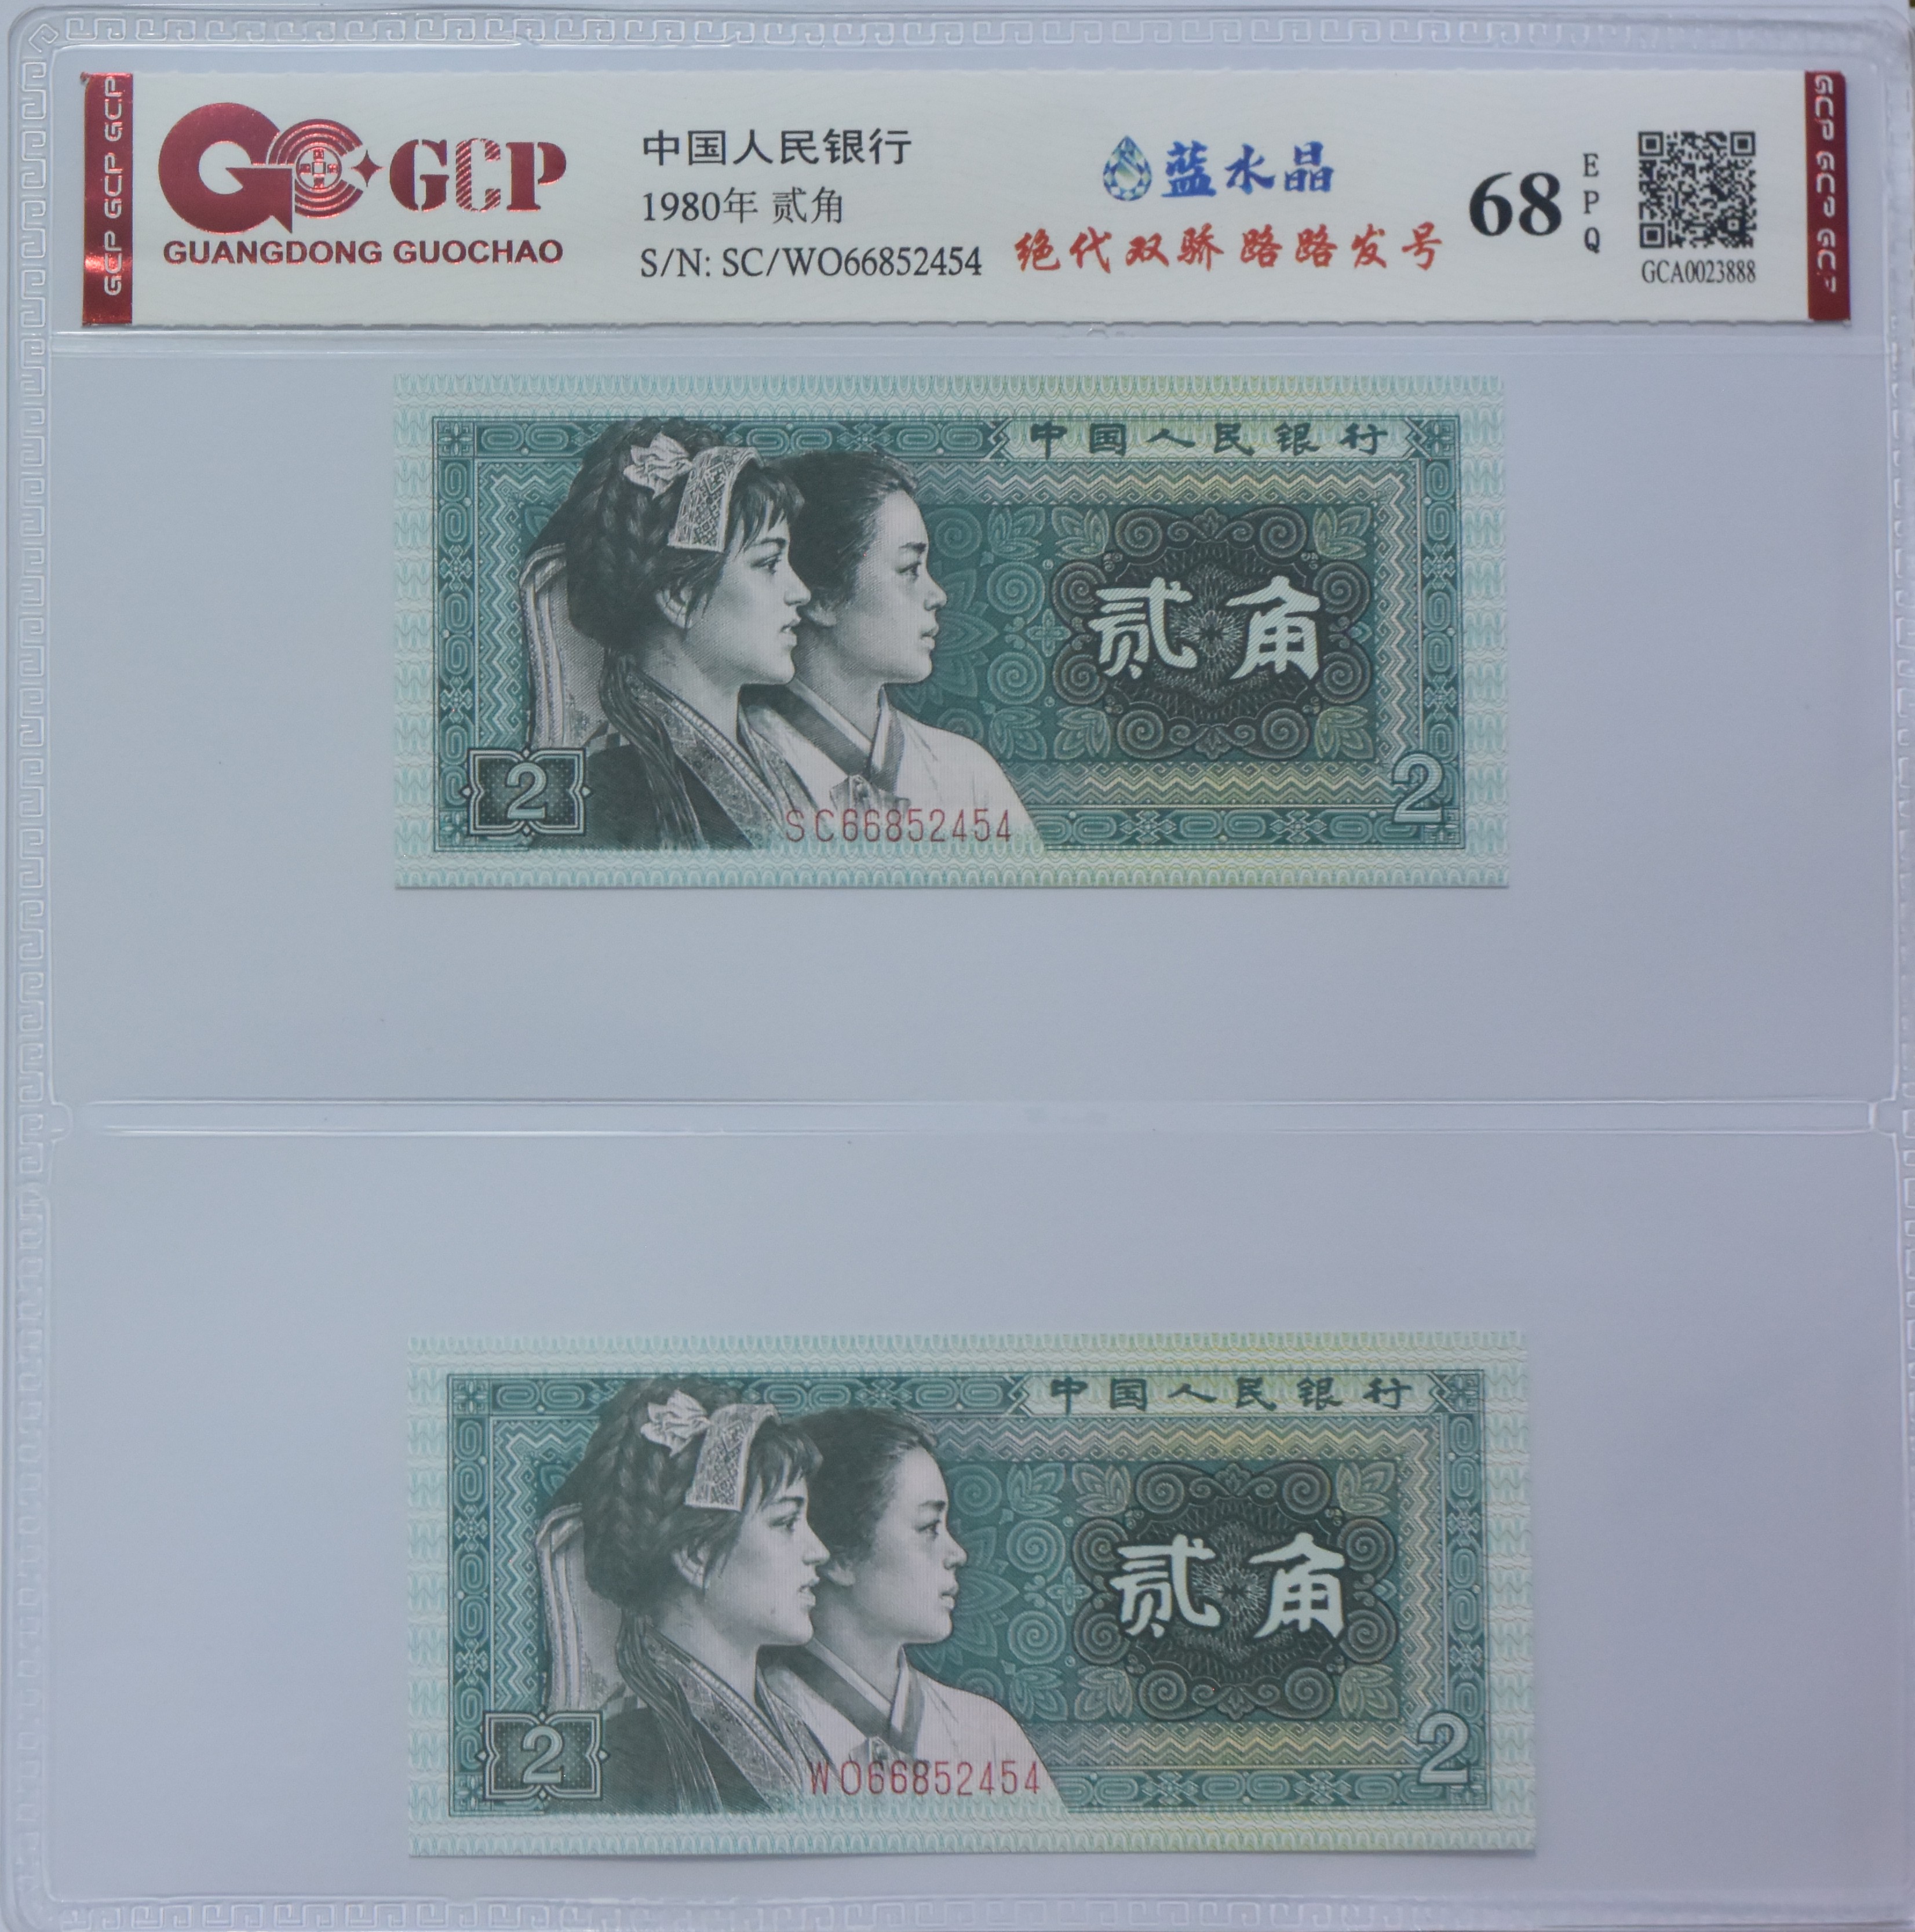 GCP GCP GCP
GCP
GUANGDONG GUOCHAO
中国人民银行
1980年 贰角
S/N: SC/WO66852454
蓝水晶
绝代双骄 路路发号
68
EPQ
GCA0023888
GCP GCP GCP
中国人民银行
贰角
2
2
SC66852454
中国人民银行
贰角
2
2
WO66852454